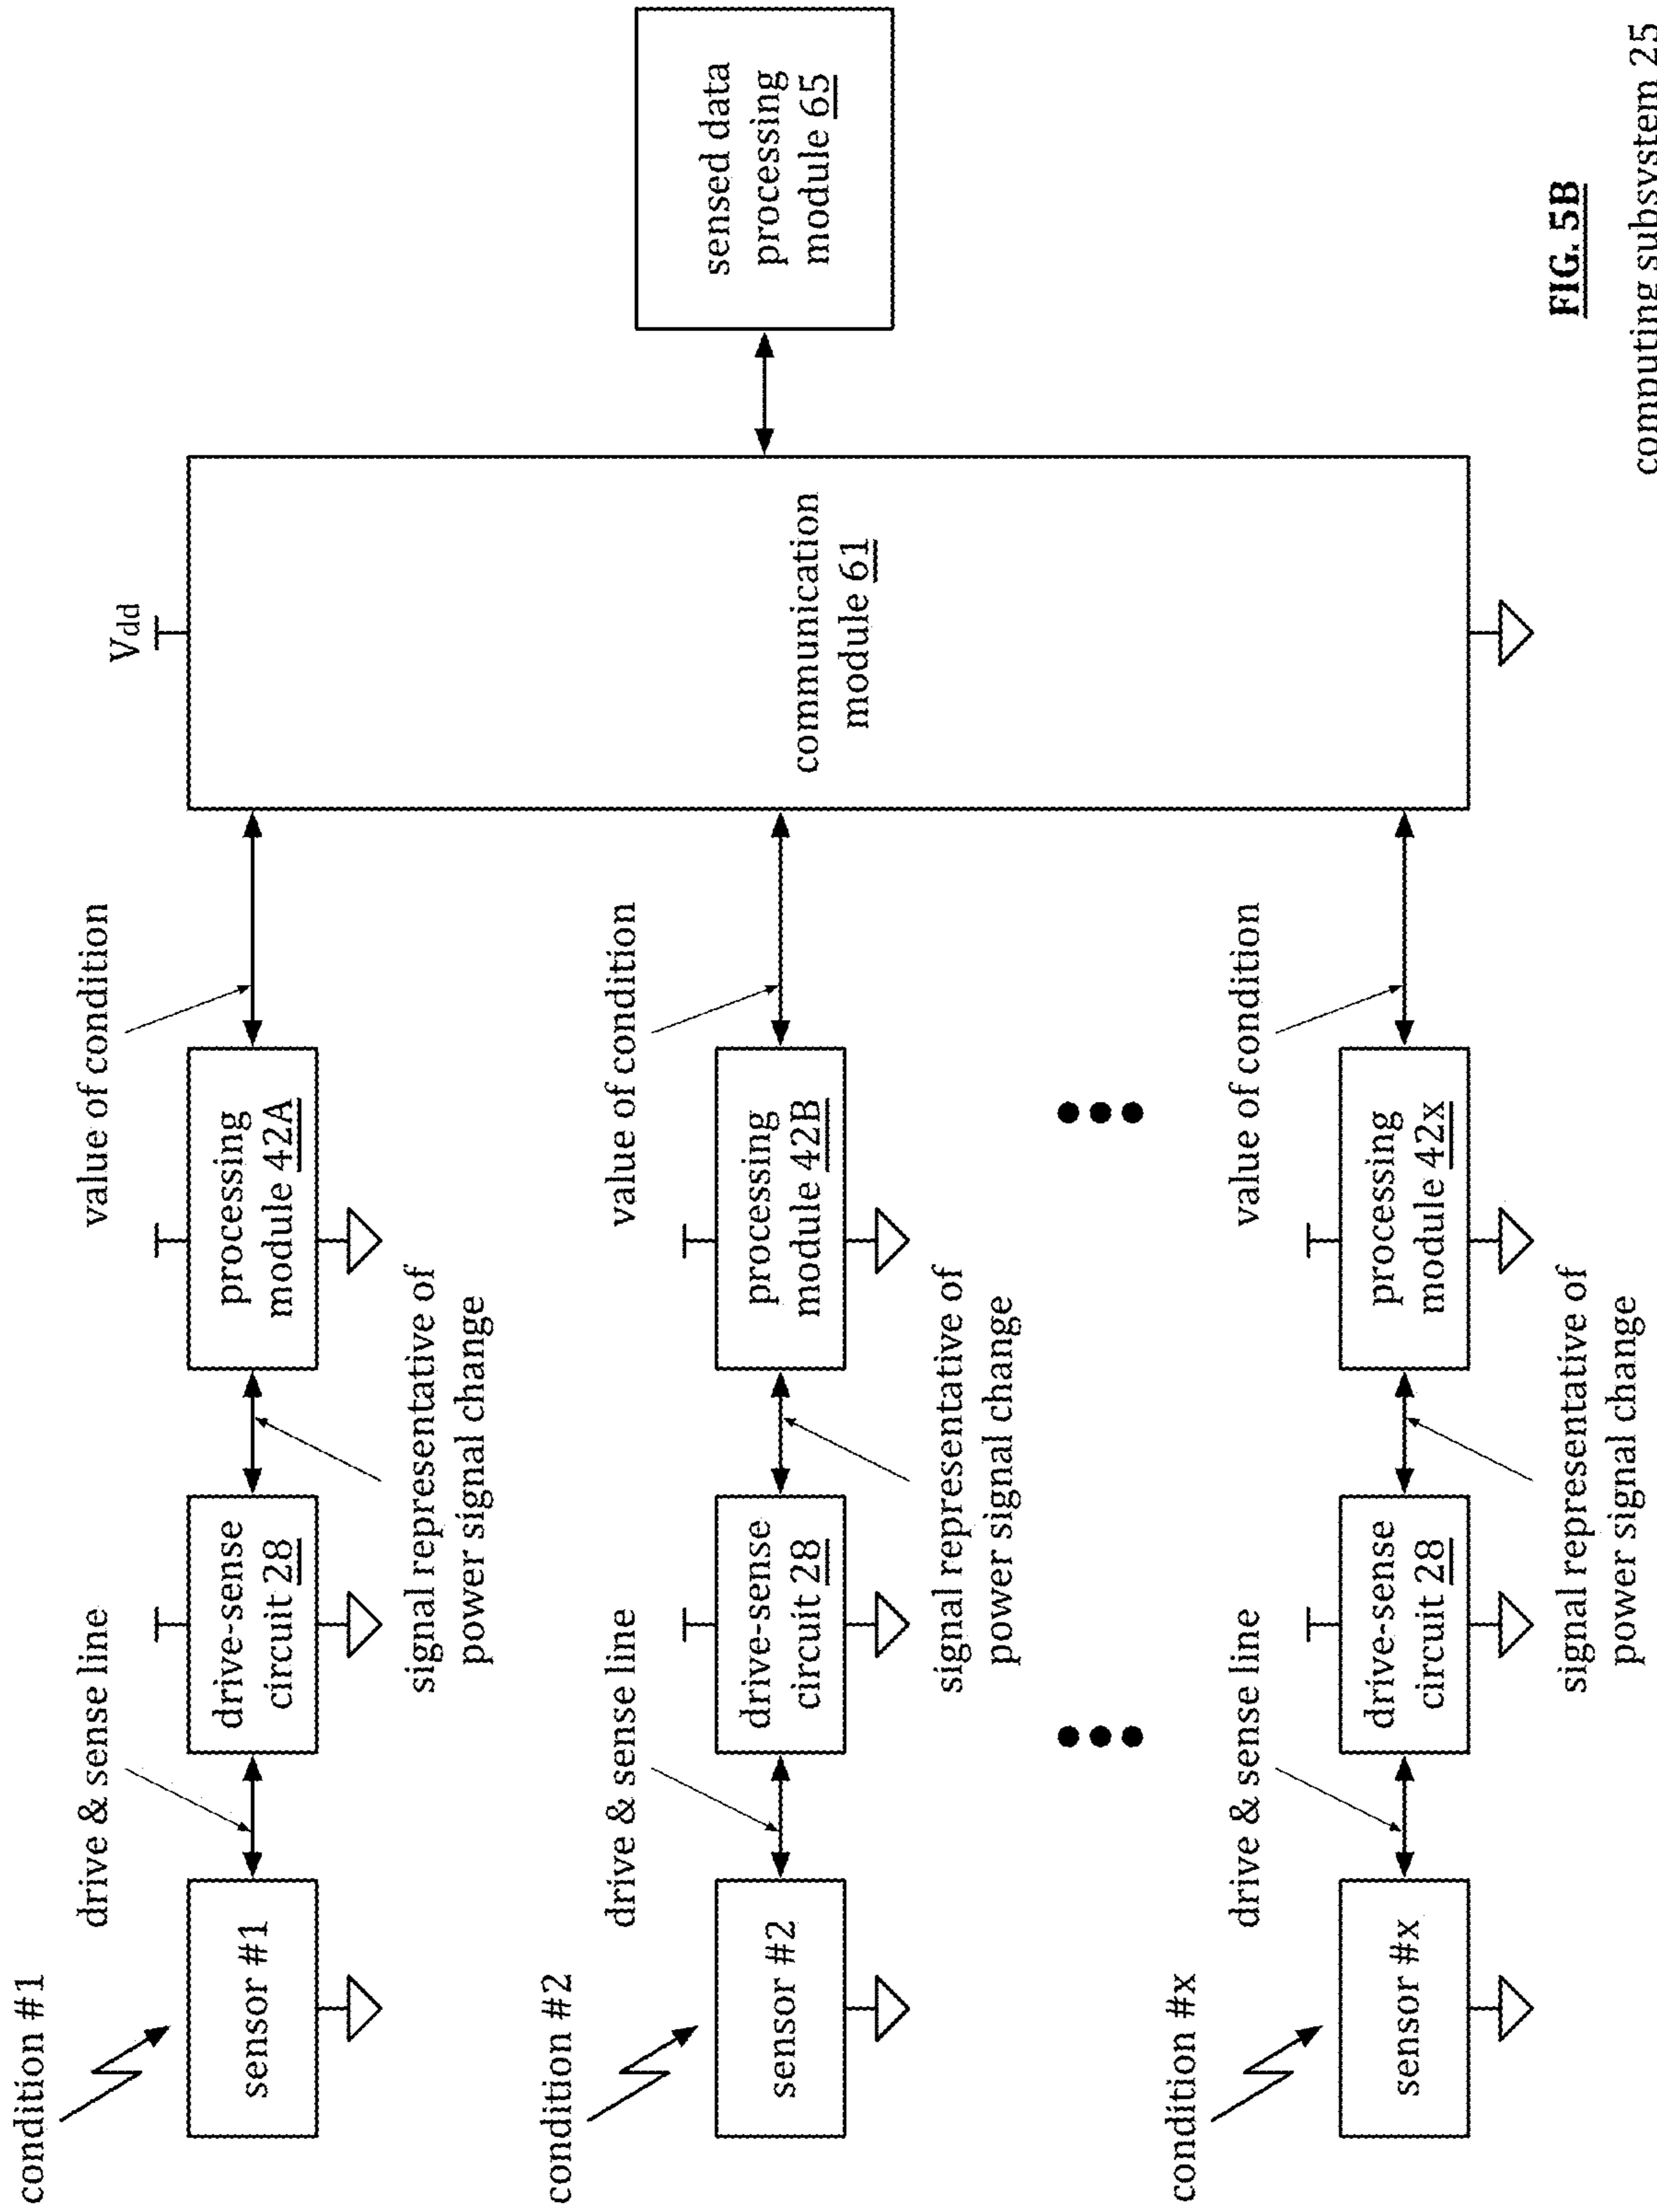 condition #1
drive & sense line
value of condition
Vdd
sensor #1
drive-sense
circuit 28
processing
module 42A
signal representative of
power signal change
condition #2
drive & sense line
value of condition
sensor #2
drive-sense
circuit 28
processing
module 42B
communication
module 61
sensed data
processing
module 65
signal representative of
power signal change
condition #x
drive & sense line
value of condition
sensor #x
drive-sense
circuit 28
processing
module 42x
signal representative of
power signal change
FIG. 5B
computing subsystem 25